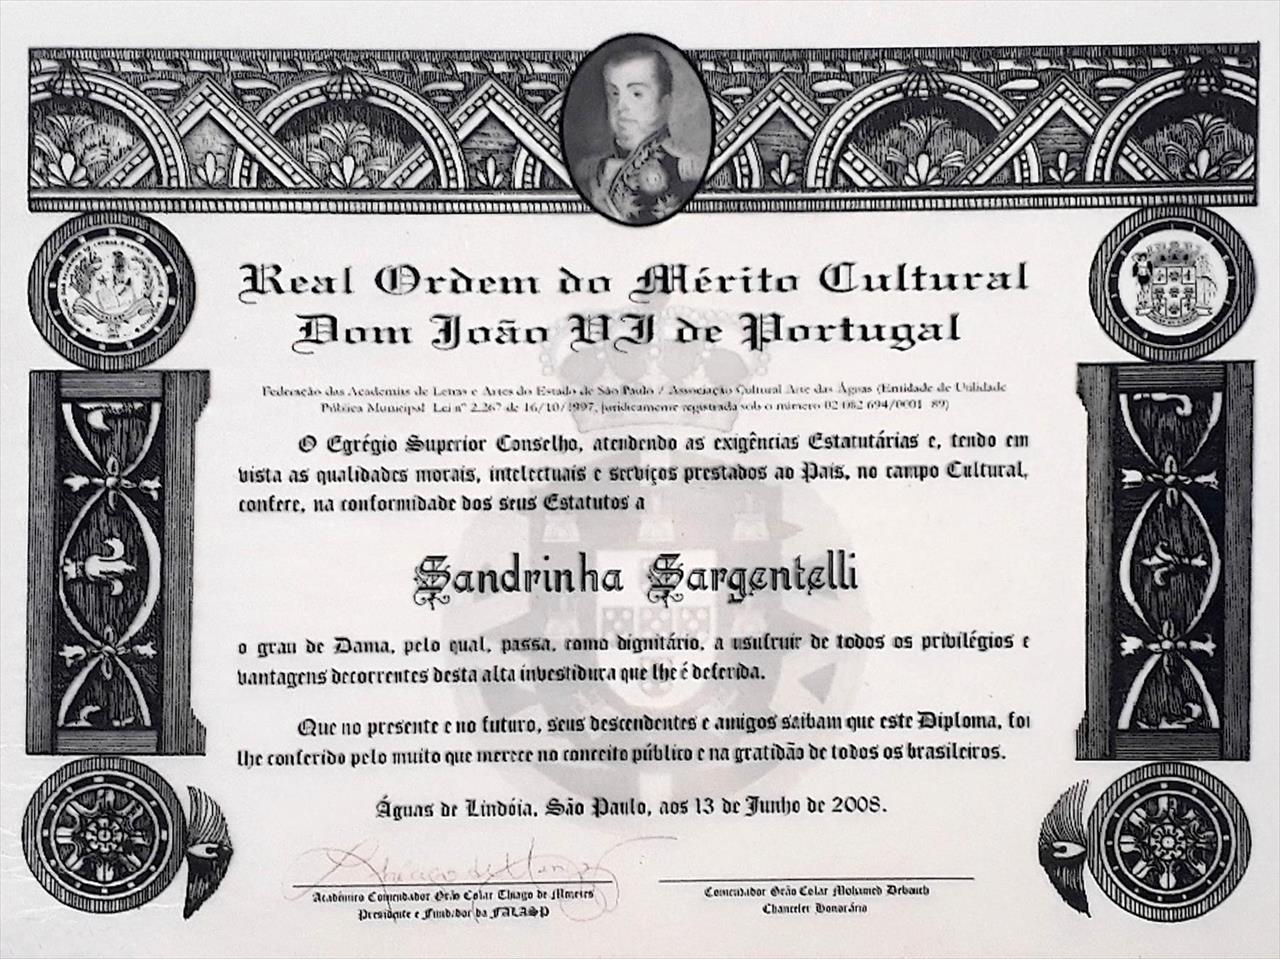 Real Ordem do Mérito Cultural
Dom João VI de Portugal
Federação das Academias de Letras e Artes do Estado de São Paulo / Associação Cultural Arte das Águas (Entidade de Utilidade
Pública Municipal Lei nº 2.267 de 16/10/1997, juridicamente registrada sob o número 02 082 694/0001 89)
O Egrégio Superior Conselho, atendendo as exigências Estatutárias e, tendo em
vista as qualidades morais, intelectuais e serviços prestados ao País, no campo Cultural,
confere, na conformidade dos seus Estatutos a
Sandrinha Sargentelli
o grau de Dama, pelo qual, passa, como dignitário, a usufruir de todos os privilégios e
vantagens decorrentes desta alta investidura que lhe é deferida.
Que no presente e no futuro, seus descendentes e amigos saibam que este Diploma, foi
lhe conferido pelo muito que merece no conceito público e na gratidão de todos os brasileiros.
Águas de Lindóia, São Paulo, aos 13 de Junho de 2008.
Acadêmico Comendador Grão Colar Thiago de Menezes
Presidente e Fundador da FALASP
Comendador Grão Colar Mohamed
Chanceler Honorário